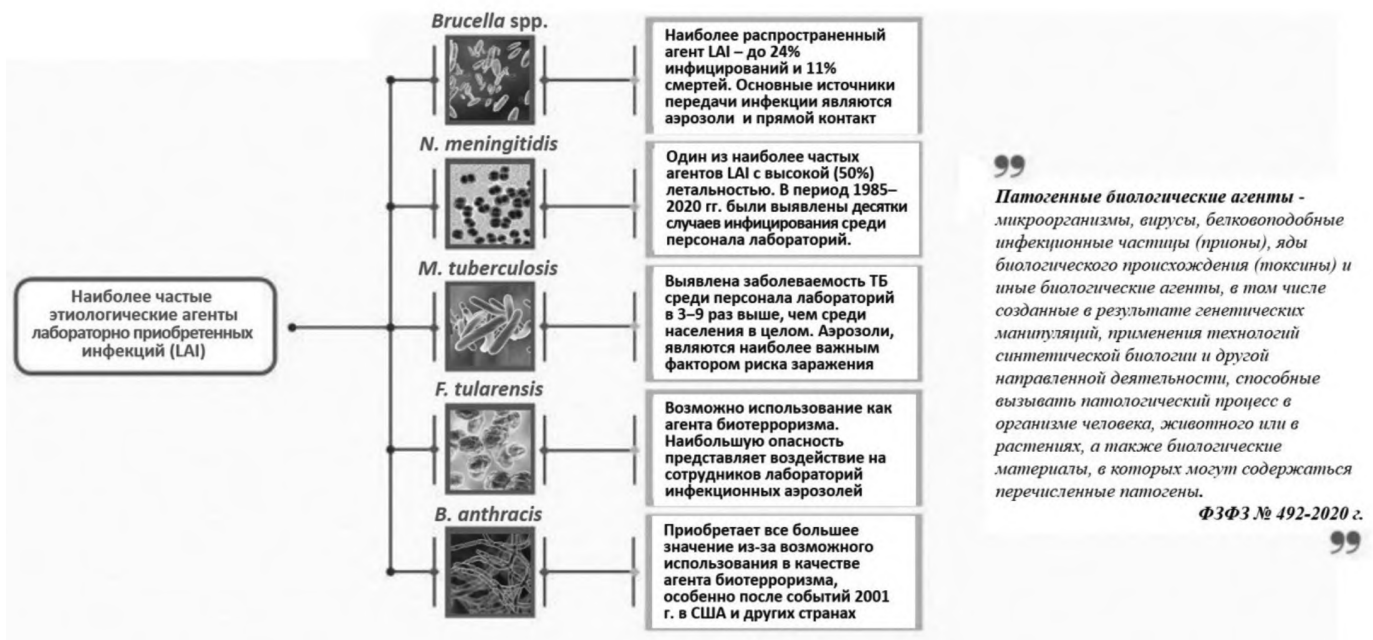 Наиболее частые
этиологические агенты
лабораторно приобретенных
инфекций (LAI)
Brucella spp.
Наиболее распространенный
агент LAI – до 24%
инфицирований и 11%
смертей. Основные источники
передачи инфекции являются
аэрозоли и прямой контакт
N. meningitidis
Один из наиболее частых
агентов LAI с высокой (50%)
летальностью. В период 1985–
2020 гг. были выявлены десятки
случаев инфицирования среди
персонала лабораторий.
M. tuberculosis
Выявлена заболеваемость ТБ
среди персонала лабораторий
в 3–9 раз выше, чем среди
населения в целом. Аэрозоли,
являются наиболее важным
фактором риска заражения
F. tularensis
Возможно использование как
агента биотерроризма.
Наибольшую опасность
представляет воздействие на
сотрудников лабораторий
инфекционных аэрозолей
B. anthracis
Приобретает все большее
значение из-за возможного
использования в качестве
агента биотерроризма,
особенно после событий 2001
г. в США и других странах
”
Патогенные биологические агенты -
микроорганизмы, вирусы, белковоподобные
инфекционные частицы (прионы), яды
биологического происхождения (токсины) и
иные биологические агенты, в том числе
созданные в результате генетических
манипуляций, применения технологий
синтетической биологии и другой
направленной деятельности, способные
вызывать патологический процесс в
организме человека, животного или в
растениях, а также биологические
материалы, в которых могут содержаться
перечисленные патогены.
ФЗФЗ № 492-2020 г.
”